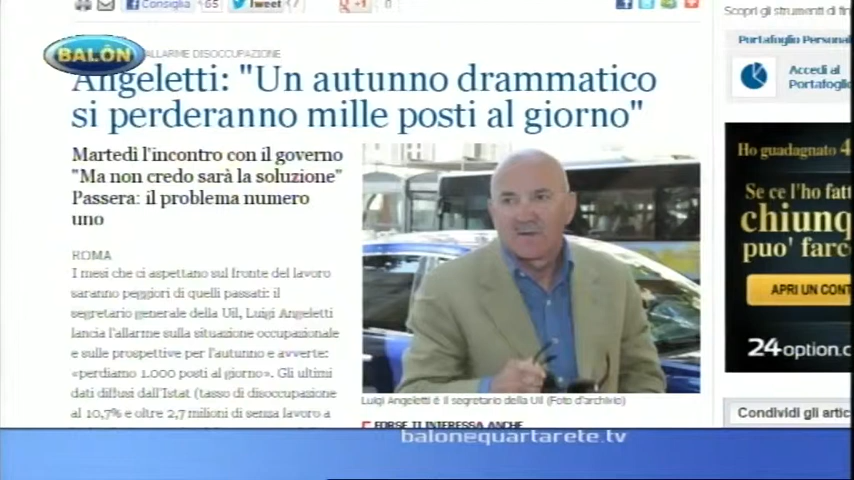 Consiglia 65 Tweet 7
Scopri gli strumenti di
BALÔN
ALLARME DISOCCUPAZIONE
Angeletti: "Un autunno drammatico
si perderanno mille posti al giorno"
Martedì l'incontro con il governo
"Ma non credo sarà la soluzione"
Passera: il problema numero
uno
ROMA
I mesi che ci aspettano sul fronte del lavoro
saranno peggiori di quelli passati: il
segretario generale della Uil, Luigi Angeletti
lancia l'allarme sulla situazione occupazionale
e sulle prospettive per l'autunno e avverte:
«perdiamo 1.000 posti al giorno». Gli ultimi
dati diffusi dall'Istat (tasso di disoccupazione
al 10,7% e oltre 2,7 milioni di senza lavoro a
Luigi Angeletti è il segretario della Uil (Foto d'archivio)
FORSE TI INTERESSA ANCHE
Portafoglio Personal
Accedi al
Portafoglio
Ho guadagnato 4
Se ce l'ho fatt
chiunq
puo' farc
APRI UN CONT
24option.c
Condividi gli artic
balonequartarete.tv